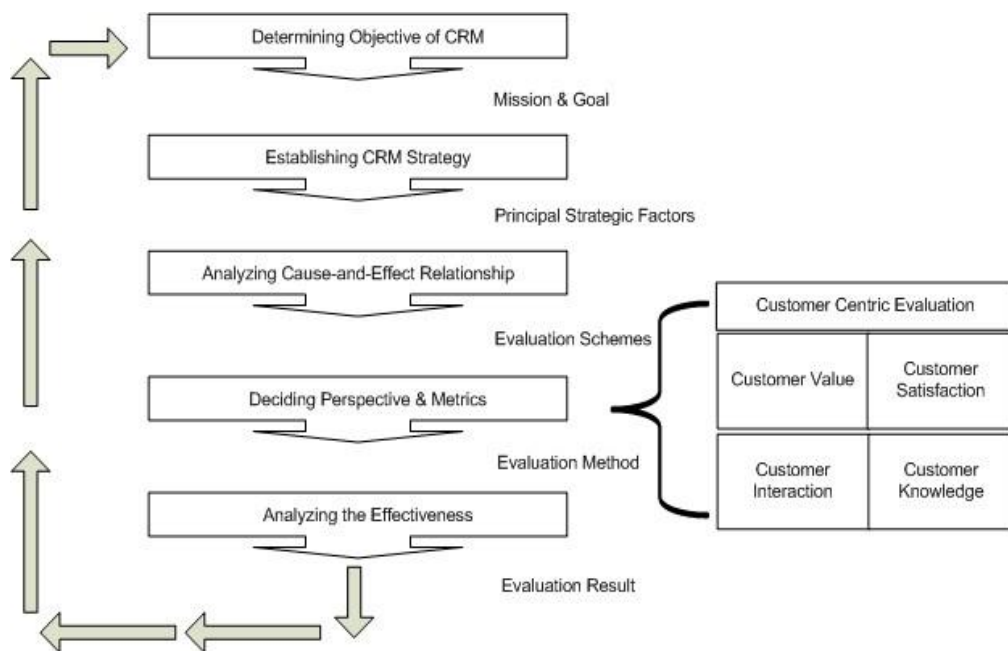 Determining Objective of CRM
Mission & Goal
Establishing CRM Strategy
Principal Strategic Factors
Analyzing Cause-and-Effect Relationship
Evaluation Schemes
Deciding Perspective & Metrics
Evaluation Method
Analyzing the Effectiveness
Evaluation Result
Customer Centric Evaluation
Customer Value
Customer
Satisfaction
Customer
Interaction
Customer
Knowledge